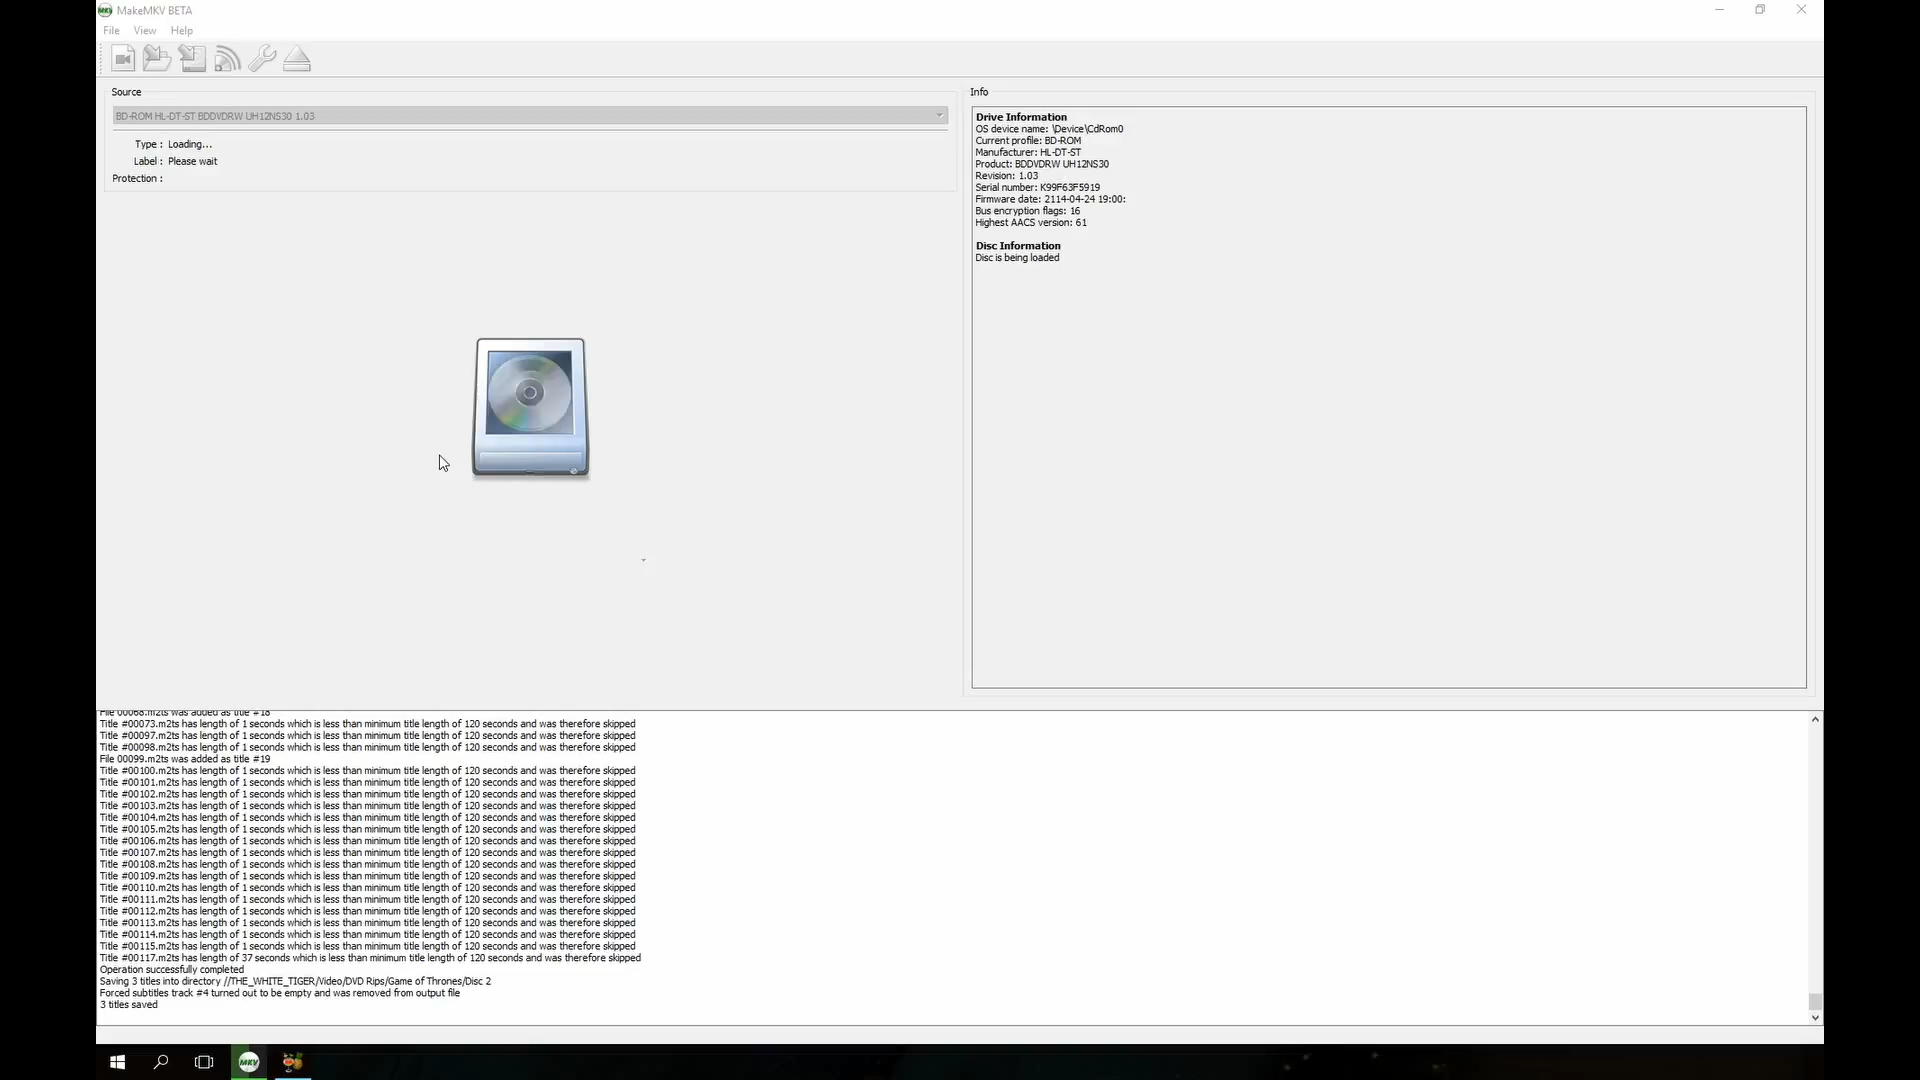 MakeMKV BETA
File View Help
Source
BD-ROM HL-DT-ST BDDVDRW UH12NS30 1.03
Type : Loading...
Label : Please wait
Protection :
Info
Drive Information
OS device name: \Device\CdRom0
Current profile: BD-ROM
Manufacturer: HL-DT-ST
Product: BDDVDRW UH12NS30
Revision: 1.03
Serial number: K99F63F5919
Firmware date: 2114-04-24 19:00:
Bus encryption flags: 16
Highest AACS version: 61
Disc Information
Disc is being loaded
File 00068.m2ts was added as title #18
Title #00073.m2ts has length of 1 seconds which is less than minimum title length of 120 seconds and was therefore skipped
Title #00097.m2ts has length of 1 seconds which is less than minimum title length of 120 seconds and was therefore skipped
Title #00098.m2ts has length of 1 seconds which is less than minimum title length of 120 seconds and was therefore skipped
File 00099.m2ts was added as title #19
Title #00100.m2ts has length of 1 seconds which is less than minimum title length of 120 seconds and was therefore skipped
Title #00101.m2ts has length of 1 seconds which is less than minimum title length of 120 seconds and was therefore skipped
Title #00102.m2ts has length of 1 seconds which is less than minimum title length of 120 seconds and was therefore skipped
Title #00103.m2ts has length of 1 seconds which is less than minimum title length of 120 seconds and was therefore skipped
Title #00104.m2ts has length of 1 seconds which is less than minimum title length of 120 seconds and was therefore skipped
Title #00105.m2ts has length of 1 seconds which is less than minimum title length of 120 seconds and was therefore skipped
Title #00106.m2ts has length of 1 seconds which is less than minimum title length of 120 seconds and was therefore skipped
Title #00107.m2ts has length of 1 seconds which is less than minimum title length of 120 seconds and was therefore skipped
Title #00108.m2ts has length of 1 seconds which is less than minimum title length of 120 seconds and was therefore skipped
Title #00109.m2ts has length of 1 seconds which is less than minimum title length of 120 seconds and was therefore skipped
Title #00110.m2ts has length of 1 seconds which is less than minimum title length of 120 seconds and was therefore skipped
Title #00111.m2ts has length of 1 seconds which is less than minimum title length of 120 seconds and was therefore skipped
Title #00112.m2ts has length of 1 seconds which is less than minimum title length of 120 seconds and was therefore skipped
Title #00113.m2ts has length of 1 seconds which is less than minimum title length of 120 seconds and was therefore skipped
Title #00114.m2ts has length of 1 seconds which is less than minimum title length of 120 seconds and was therefore skipped
Title #00115.m2ts has length of 1 seconds which is less than minimum title length of 120 seconds and was therefore skipped
Title #00117.m2ts has length of 37 seconds which is less than minimum title length of 120 seconds and was therefore skipped
Operation successfully completed
Saving 3 titles into directory //THE_WHITE_TIGER/Video/DVD Rips/Game of Thrones/Disc 2
Forced subtitles track #4 turned out to be empty and was removed from output file
3 titles saved
MKV